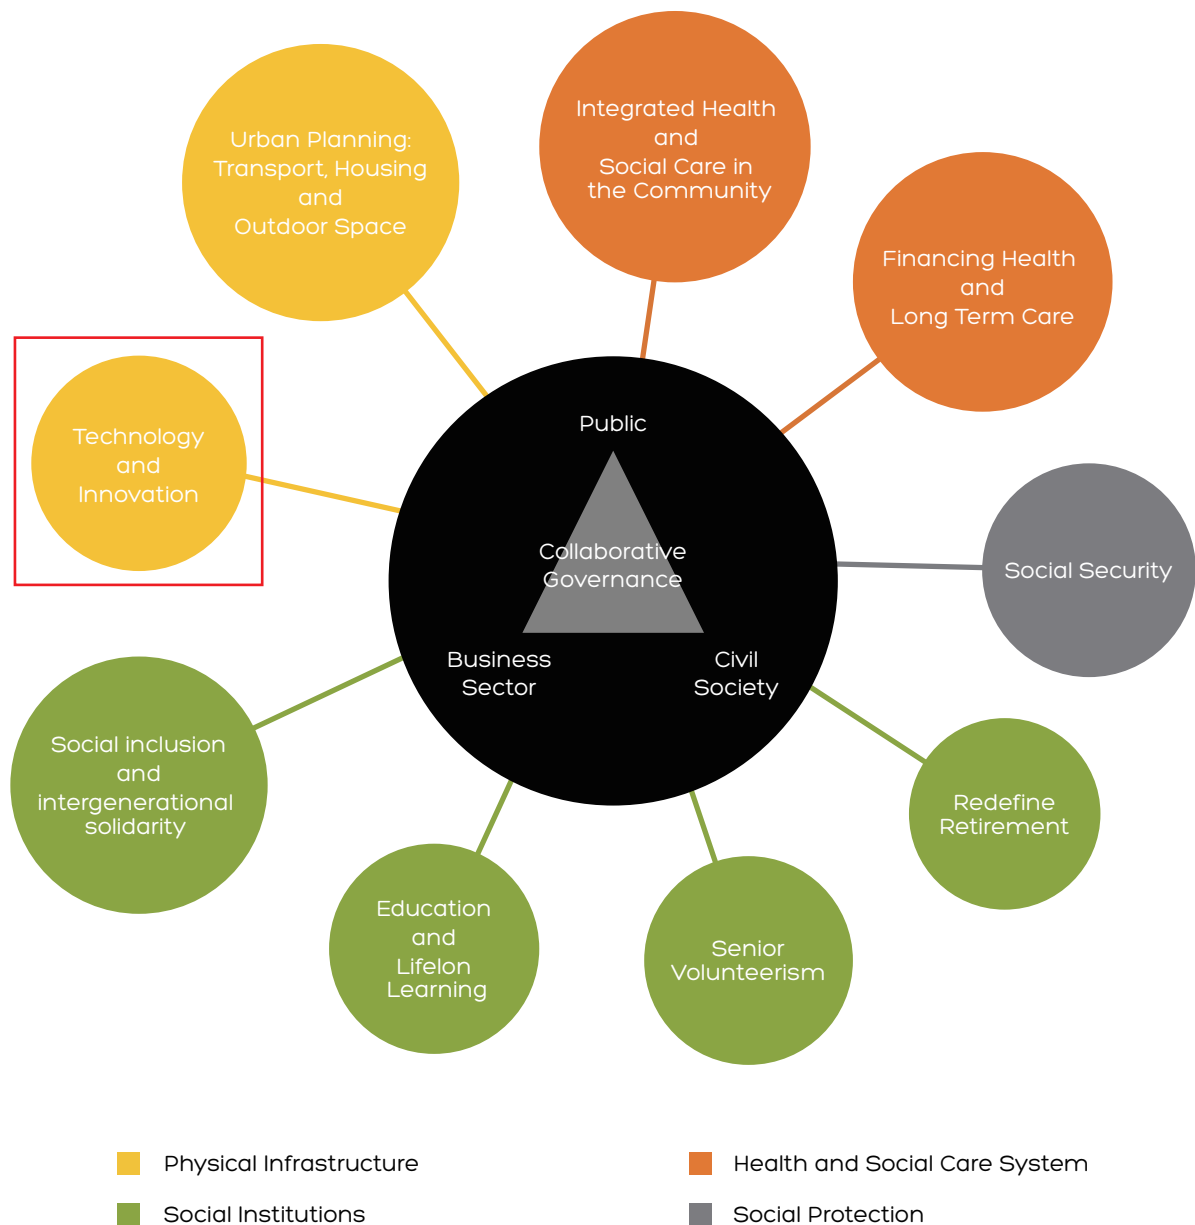 Urban Planning:
Transport, Housing
and
Outdoor Space
Integrated Health
and
Social Care in
the Community
Financing Health
and
Long Term Care
Technology
and
Innovation
Public
Collaborative
Governance
Business
Sector
Civil
Society
Social Security
Social inclusion
and
intergenerational
solidarity
Education
and
Lifelon
Learning
Senior
Volunteerism
Redefine
Retirement
Physical Infrastructure
Health and Social Care System
Social Institutions
Social Protection